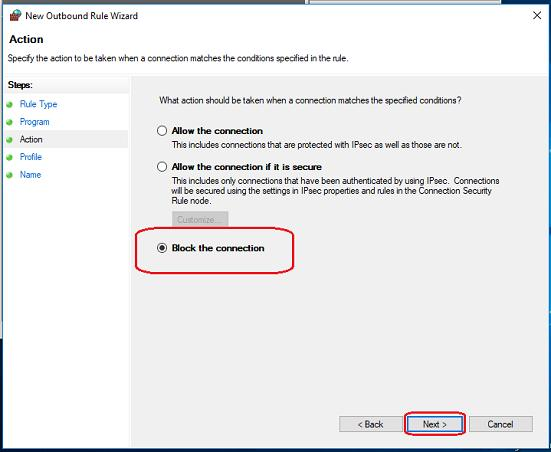 New Outbound Rule Wizard
Action
Specify the action to be taken when a connection matches the conditions specified in the rule.
Steps:
Rule Type
Program
Action
Profile
Name
What action should be taken when a connection matches the specified conditions?
Allow the connection
This includes connections that are protected with IPsec as well as those are not.
Allow the connection if it is secure
This includes only connections that have been authenticated by using IPsec. Connections
will be secured using the settings in IPsec properties and rules in the Connection Security
Rule node.
Customize...
Block the connection
< Back
Next >
Cancel